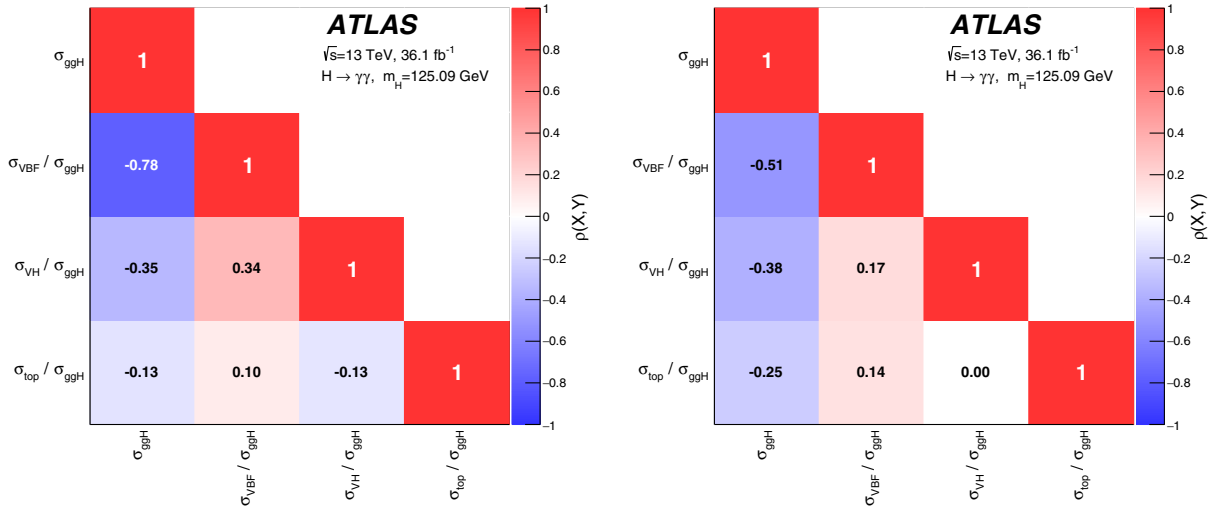 ATLAS
√s=13 TeV, 36.1 fb⁻¹
H → γγ, m_H=125.09 GeV
σ_ggH
σ_VBF / σ_ggH
σ_VH / σ_ggH
σ_top / σ_ggH
1
-0.78 1
-0.35 0.34 1
-0.13 0.10 -0.13 1
σ_ggH
σ_VBF / σ_ggH
σ_VH / σ_ggH
σ_top / σ_ggH
1
0.8
0.6
0.4
0.2
0
−0.2
−0.4
−0.6
−0.8
−1
ρ(X,Y)
ATLAS
√s=13 TeV, 36.1 fb⁻¹
H → γγ, m_H=125.09 GeV
σ_ggH
σ_VBF / σ_ggH
σ_VH / σ_ggH
σ_top / σ_ggH
1
-0.51 1
-0.38 0.17 1
-0.25 0.14 0.00 1
σ_ggH
σ_VBF / σ_ggH
σ_VH / σ_ggH
σ_top / σ_ggH
1
0.8
0.6
0.4
0.2
0
−0.2
−0.4
−0.6
−0.8
−1
ρ(X,Y)